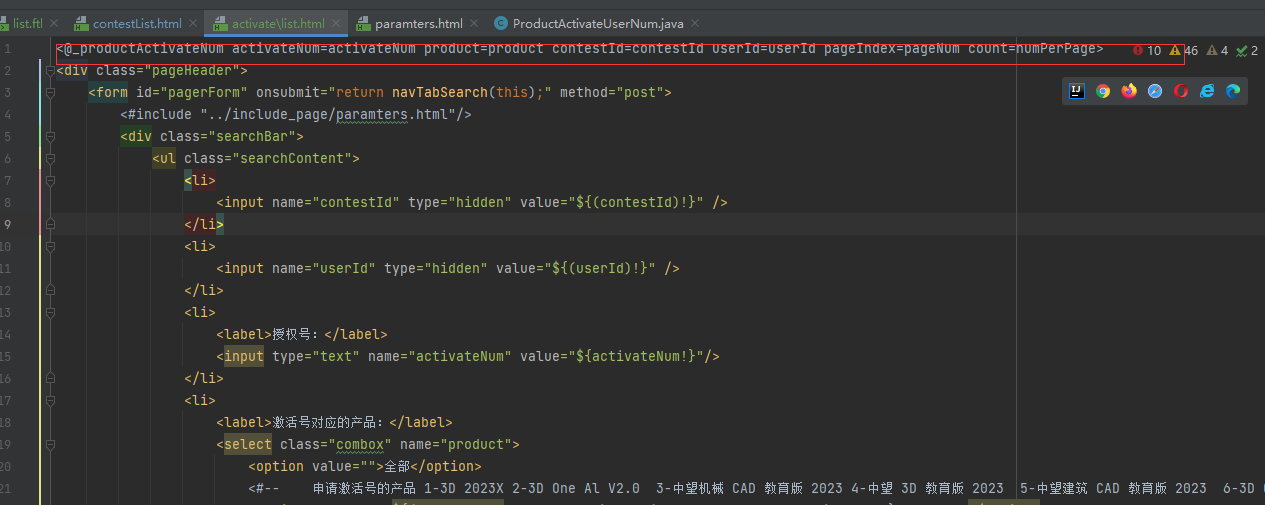 list.ftl contestList.html activate\list.html paramters.html ProductActivateUserNum.java
1 <@_productActivateNum activateNum=activateNum product=product contestId=contestId userId=userId pageIndex=pageNum count=numPerPage> 10 46 4 2
2 <div class="pageHeader">
3 <form id="pagerForm" onsubmit="return navTabSearch(this);" method="post">
4 <#include "../include_page/paramters.html"/>
5 <div class="searchBar">
6 <ul class="searchContent">
7 <li>
8 <input name="contestId" type="hidden" value="${(contestId)!}" />
9 </li>
10 <li>
11 <input name="userId" type="hidden" value="${(userId)!}" />
12 </li>
13 <li>
14 <label>授权号：</label>
15 <input type="text" name="activateNum" value="${activateNum!}"/>
16 </li>
17 <li>
18 <label>激活号对应的产品：</label>
19 <select class="combox" name="product">
20 <option value="">全部</option>
21 <#-- 申请激活号的产品 1-3D 2023X 2-3D One Al V2.0 3-中望机械 CAD 教育版 2023 4-中望 3D 教育版 2023 5-中望建筑 CAD 教育版 2023 6-3D